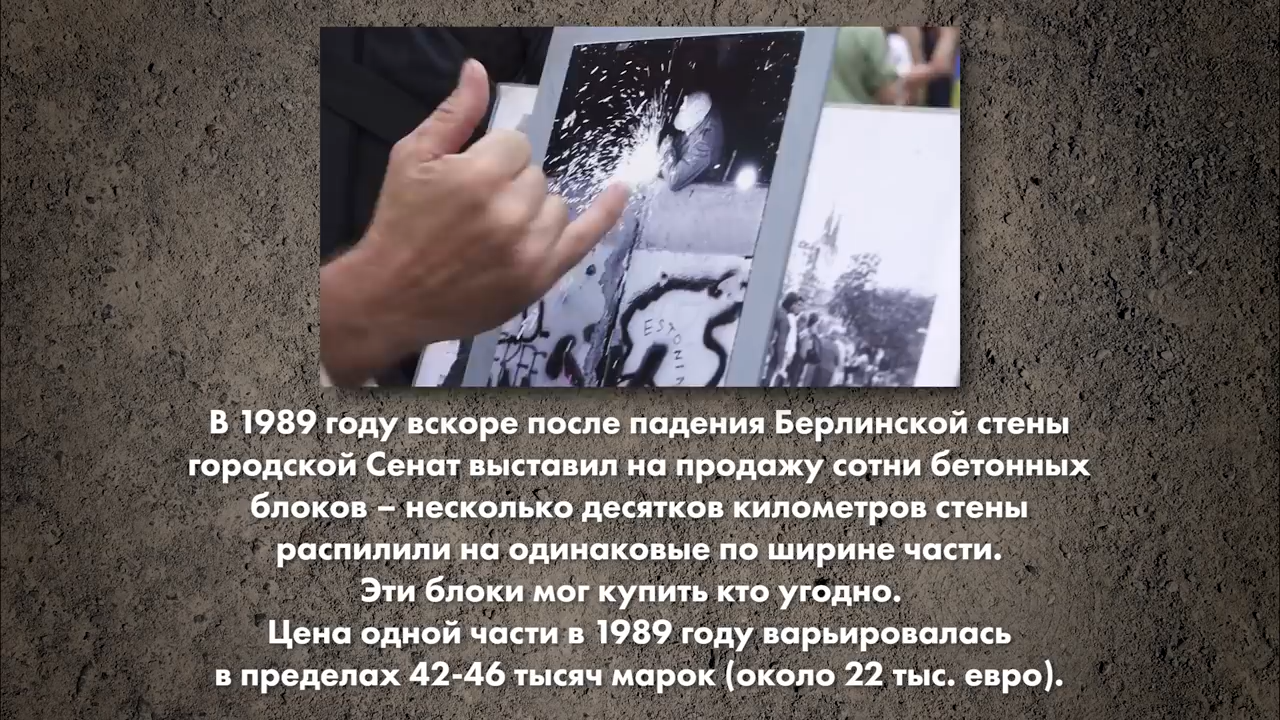 ESXONIX
В 1989 году вскоре после падения Берлинской стены
городской Сенат выставил на продажу сотни бетонных
блоков – несколько десятков километров стены
распилили на одинаковые по ширине части.
Эти блоки мог купить кто угодно.
Цена одной части в 1989 году варьировалась
в пределах 42-46 тысяч марок (около 22 тыс. евро).